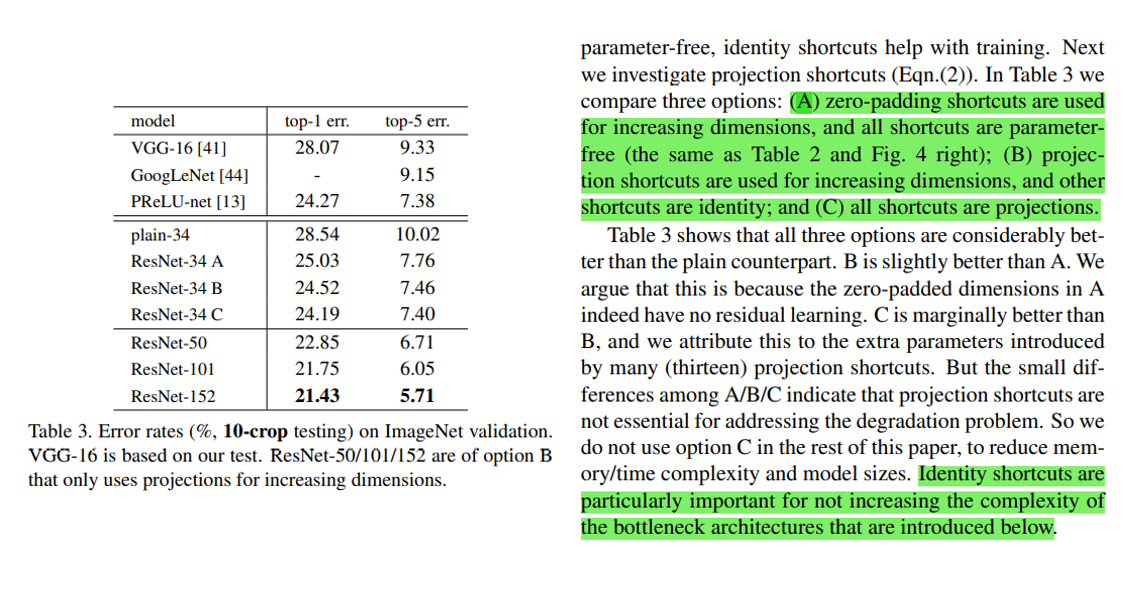 model top-1 err. top-5 err.
VGG-16 [41] 28.07 9.33
GoogLeNet [44] - 9.15
PReLU-net [13] 24.27 7.38
plain-34 28.54 10.02
ResNet-34 A 25.03 7.76
ResNet-34 B 24.52 7.46
ResNet-34 C 24.19 7.40
ResNet-50 22.85 6.71
ResNet-101 21.75 6.05
ResNet-152 21.43 5.71
Table 3. Error rates (%, 10-crop testing) on ImageNet validation.
VGG-16 is based on our test. ResNet-50/101/152 are of option B
that only uses projections for increasing dimensions.
parameter-free, identity shortcuts help with training. Next
we investigate projection shortcuts (Eqn.(2)). In Table 3 we
compare three options: (A) zero-padding shortcuts are used
for increasing dimensions, and all shortcuts are parameter-
free (the same as Table 2 and Fig. 4 right); (B) projec-
tion shortcuts are used for increasing dimensions, and other
shortcuts are identity; and (C) all shortcuts are projections.
Table 3 shows that all three options are considerably bet-
ter than the plain counterpart. B is slightly better than A. We
argue that this is because the zero-padded dimensions in A
indeed have no residual learning. C is marginally better than
B, and we attribute this to the extra parameters introduced
by many (thirteen) projection shortcuts. But the small dif-
ferences among A/B/C indicate that projection shortcuts are
not essential for addressing the degradation problem. So we
do not use option C in the rest of this paper, to reduce mem-
ory/time complexity and model sizes. Identity shortcuts are
particularly important for not increasing the complexity of
the bottleneck architectures that are introduced below.